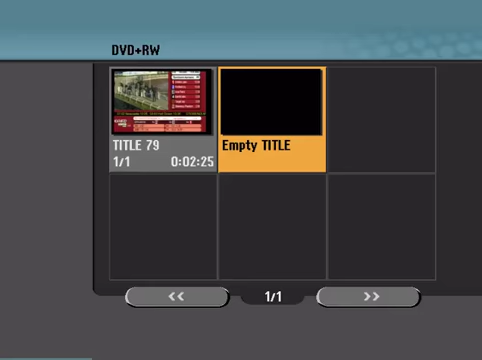 DVD+RW
TITLE 79
1/1 0:02:25
Empty TITLE
<< 1/1 >>